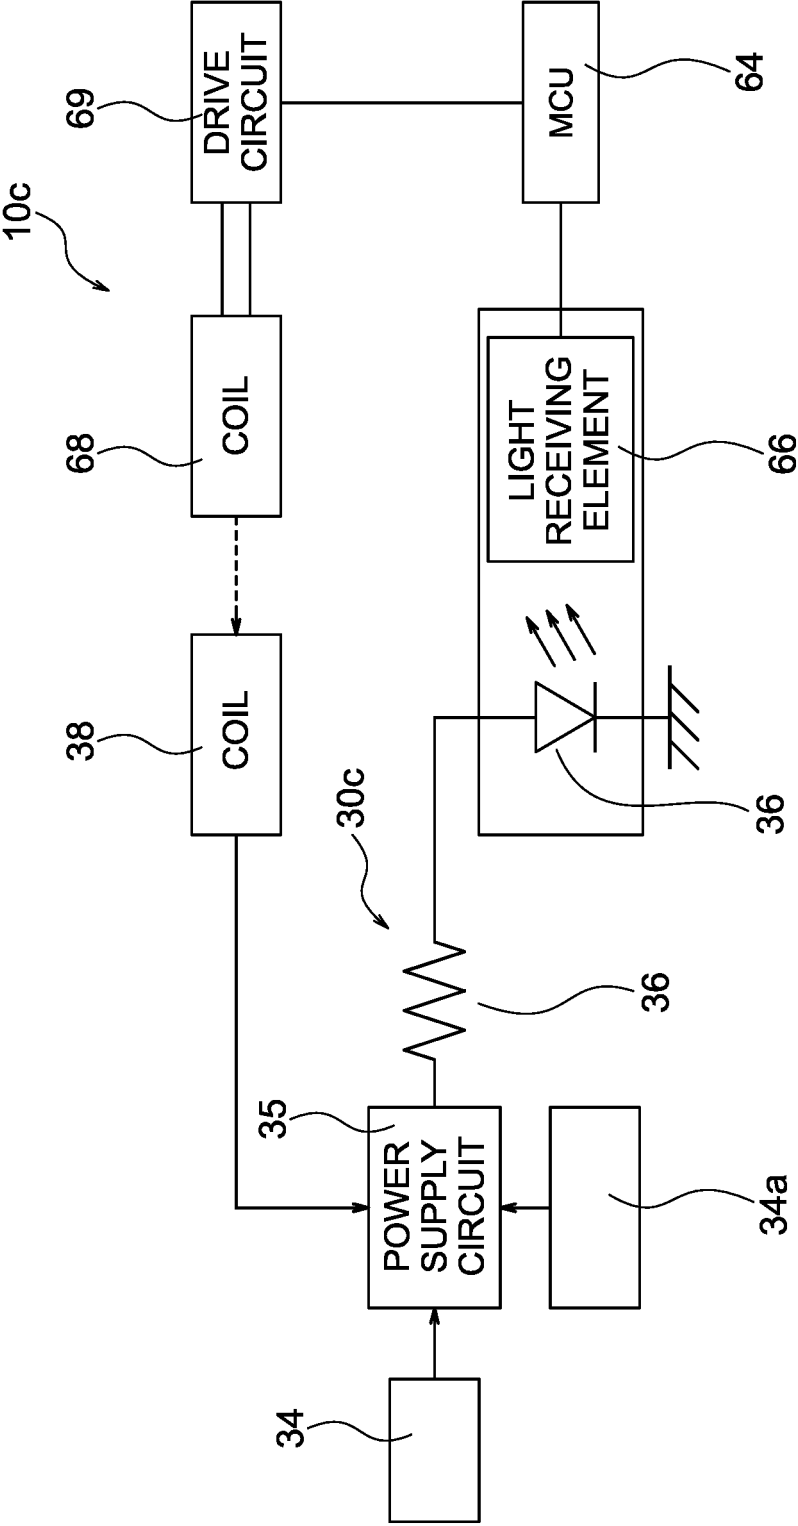 10c
38
68
69
COIL
COIL
DRIVE
CIRCUIT
34
35
30c
POWER
SUPPLY
CIRCUIT
LIGHT
RECEIVING
ELEMENT
MCU
36
34a
36
66
64